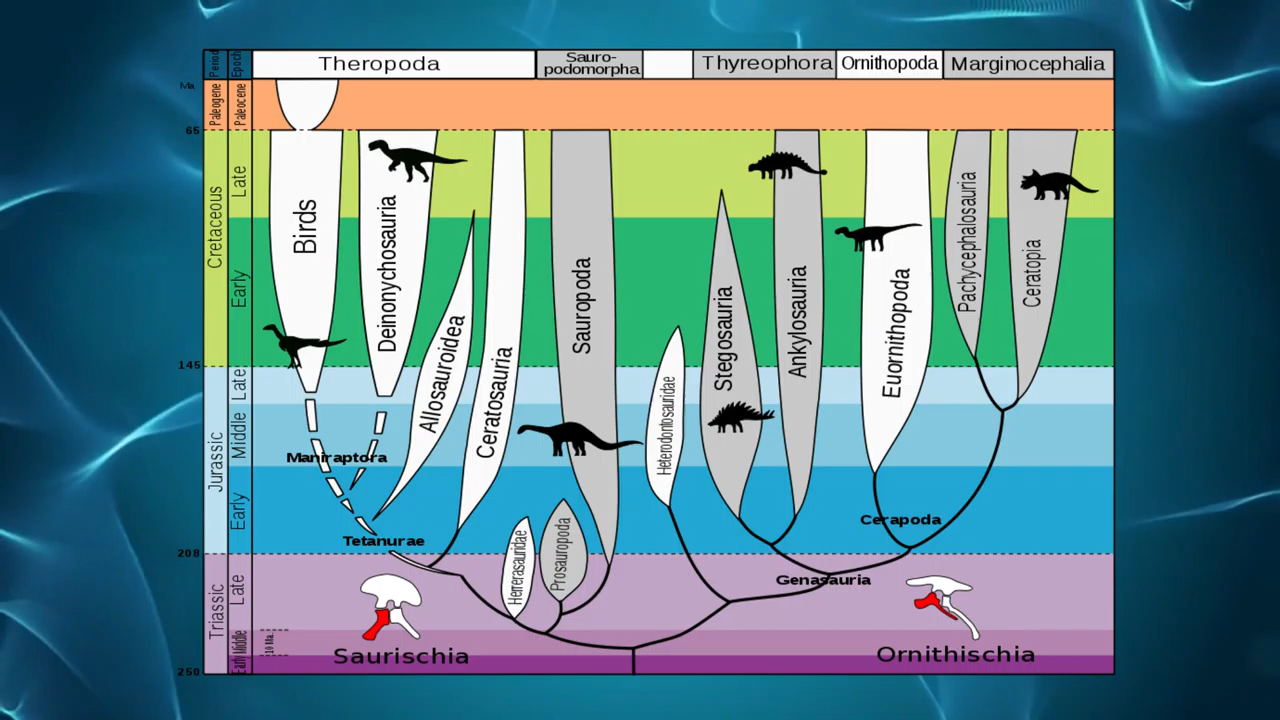 Period
Epoch
Theropoda
Sauro-
podomorpha
Thyreophora
Ornithopoda
Marginocephalia
Ma
Paleogene
Paleocene
65
Cretaceous
Late
Early
145
Jurassic
Late
Middle
Early
208
Triassic
Late
Middle
Early
250
10 Ma.
Birds
Deinonychosauria
Allosauroidea
Ceratosauria
Sauropoda
Heterodontosauridae
Stegosauria
Ankylosauria
Euornithopoda
Pachycephalosauria
Ceratopia
Maniraptora
Tetanurae
Herrerasauridae
Prosauropoda
Cerapoda
Genasauria
Saurischia
Ornithischia